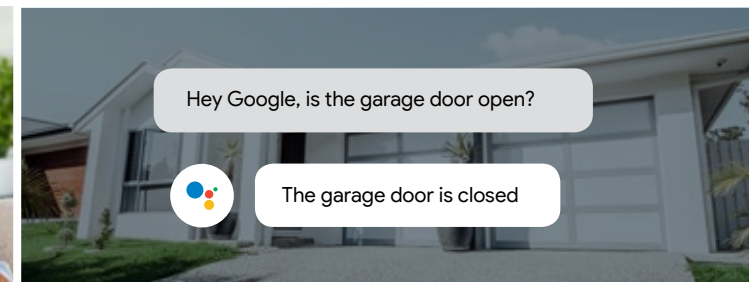 Hey Google, is the garage door open?
The garage door is closed